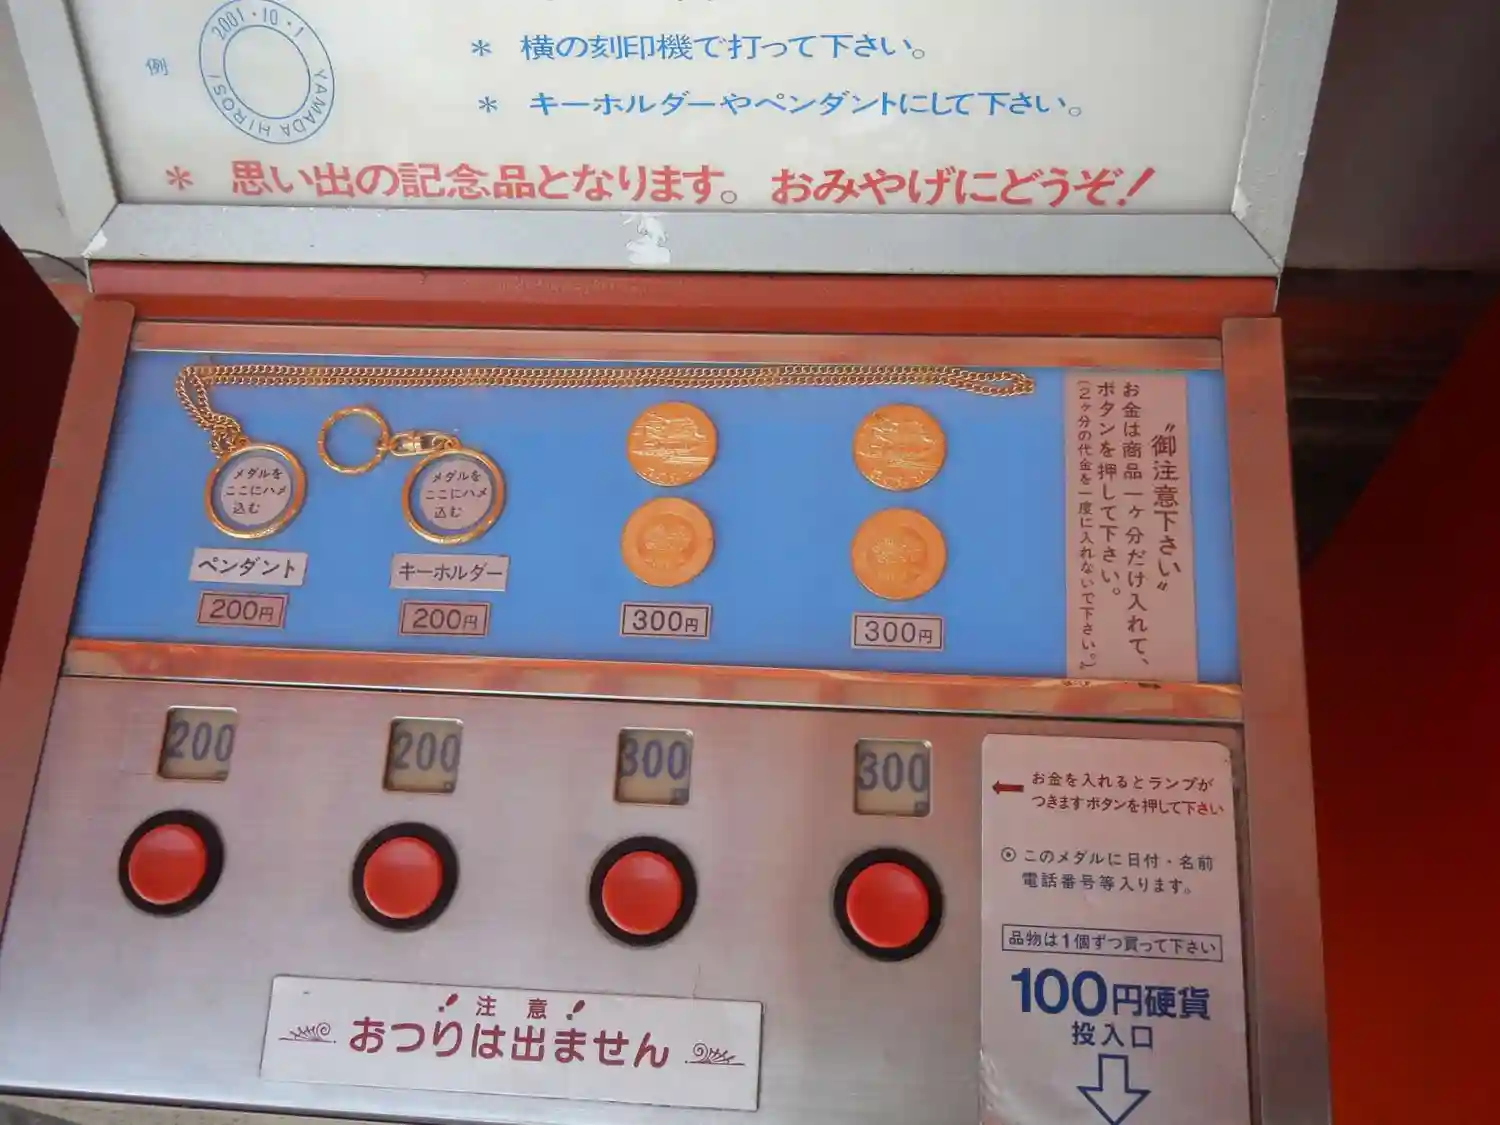 例
2001・10・1
YAMADA HIROSI
＊ 横の刻印機で打って下さい。
＊ キーホルダーやペンダントにして下さい。
＊ 思い出の記念品となります。おみやげにどうぞ！
メダルを
ここにハメ
込む
ペンダント
200円
メダルを
ここにハメ
込む
キーホルダー
200円
300円
300円
〝御注意下さい〟
お金は商品一ヶ分だけ入れて、
ボタンを押して下さい。
(2ヶ分の代金を一度に入れないで下さい。)
200
200
300
300
← お金を入れるとランプが
つきますボタンを押して下さい
⊙ このメダルに日付・名前
電話番号等入ります。
品物は1個ずつ買って下さい
100円硬貨
投入口
! 注意 !
おつりは出ません